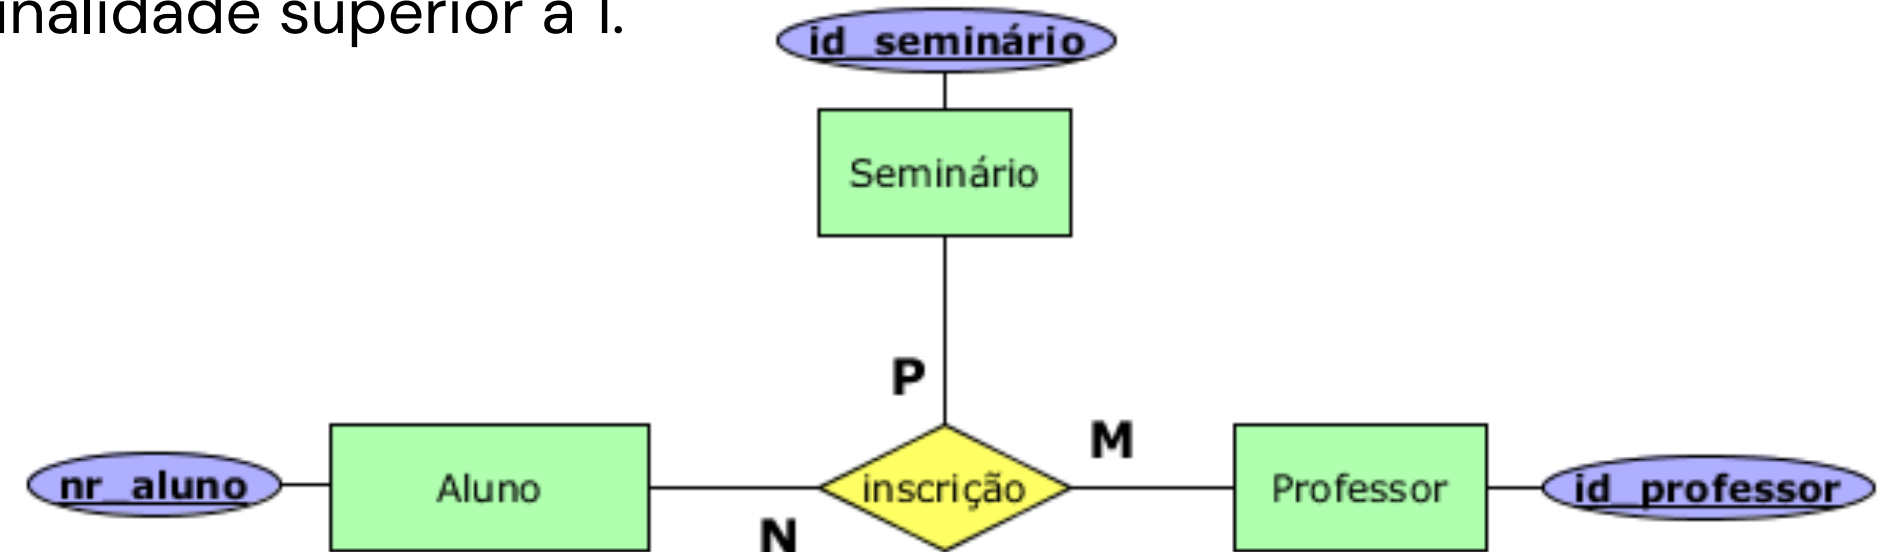 inalidade superior a 1.
id_seminário
Seminário
P
M
nr_aluno
Aluno
inscrição
Professor
id_professor
N